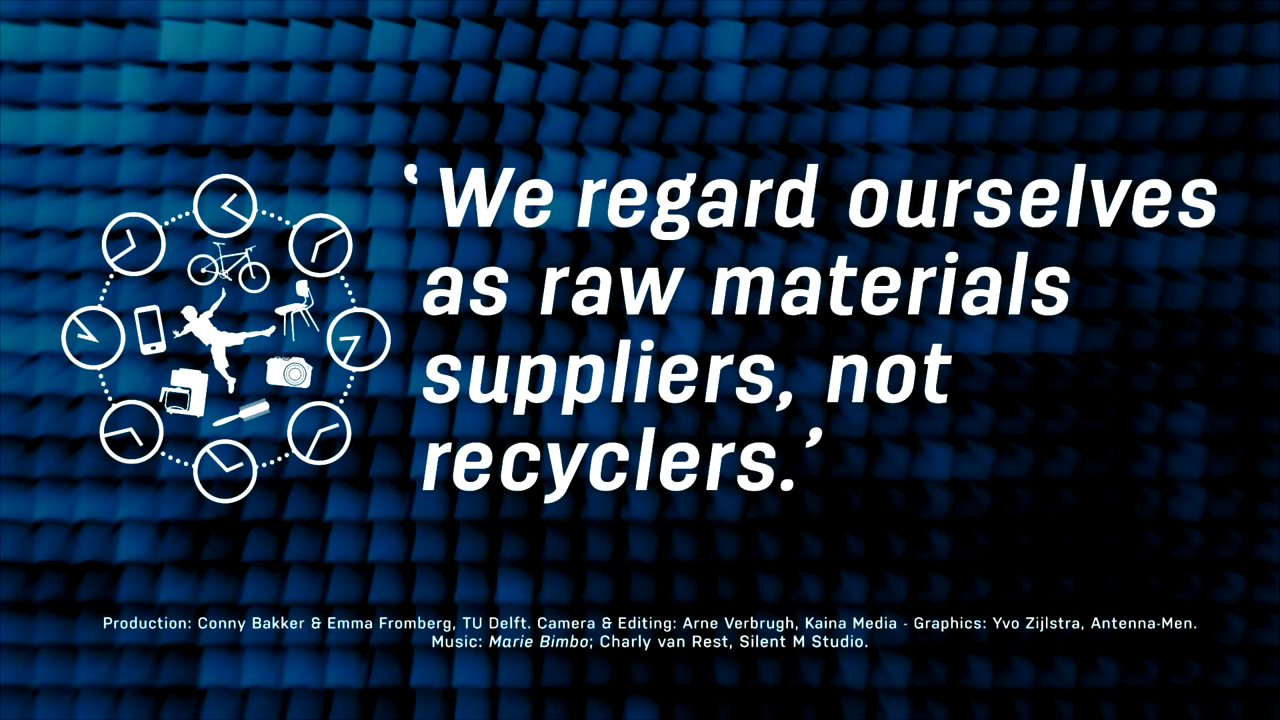 ‘We regard ourselves
as raw materials
suppliers, not
recyclers.’
Production: Conny Bakker & Emma Fromberg, TU Delft. Camera & Editing: Arne Verbrugh, Kaina Media - Graphics: Yvo Zijlstra, Antenna-Men.
Music: Marie Bimbo; Charly van Rest, Silent M Studio.